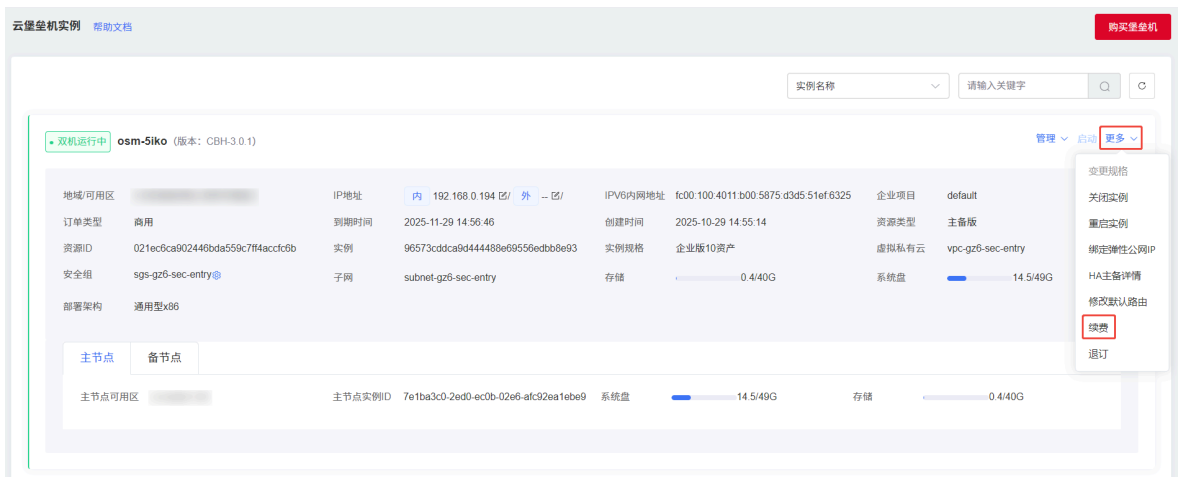 云堡垒机实例 帮助文档 购买堡垒机
实例名称 请输入关键字
双机运行中 osm-5iko (版本：CBH-3.0.1) 管理 启动 更多
变更规格
关闭实例
重启实例
绑定弹性公网IP
HA主备详情
修改默认路由
续费
退订
地域/可用区 IP地址 内 192.168.0.194 / 外 -- / IPV6内网地址 fc00:100:4011:b00:5875:d3d5:51ef:6325 企业项目 default
订单类型 商用 到期时间 2025-11-29 14:56:46 创建时间 2025-10-29 14:55:14 资源类型 主备版
资源ID 021ec6ca902446bda559c7ff4accfc6b 实例 96573cddca9d444488e69556edbb8e93 实例规格 企业版10资产 虚拟私有云 vpc-gz6-sec-entry
安全组 sgs-gz6-sec-entry 子网 subnet-gz6-sec-entry 存储 0.4/40G 系统盘 14.5/49G
部署架构 通用型x86
主节点 备节点
主节点可用区 主节点实例ID 7e1ba3c0-2ed0-ec0b-02e6-afc92ea1ebe9 系统盘 14.5/49G 存储 0.4/40G